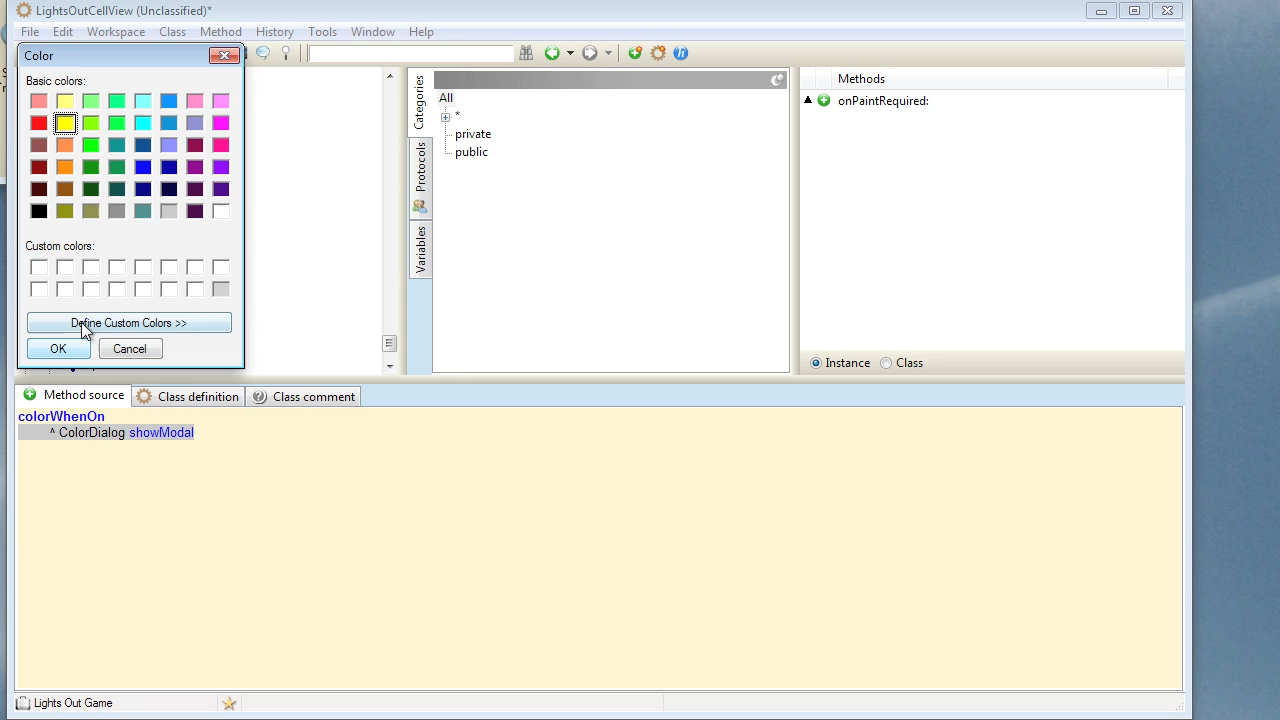 LightsOutCellView (Unclassified)*
File Edit Workspace Class Method History Tools Window Help
Color
Basic colors:
Custom colors:
Define Custom Colors >>
OK Cancel
Categories
Protocols
Variables
All
*
private
public
Methods
onPaintRequired:
Instance Class
Method source Class definition Class comment
colorWhenOn
^ ColorDialog showModal
Lights Out Game